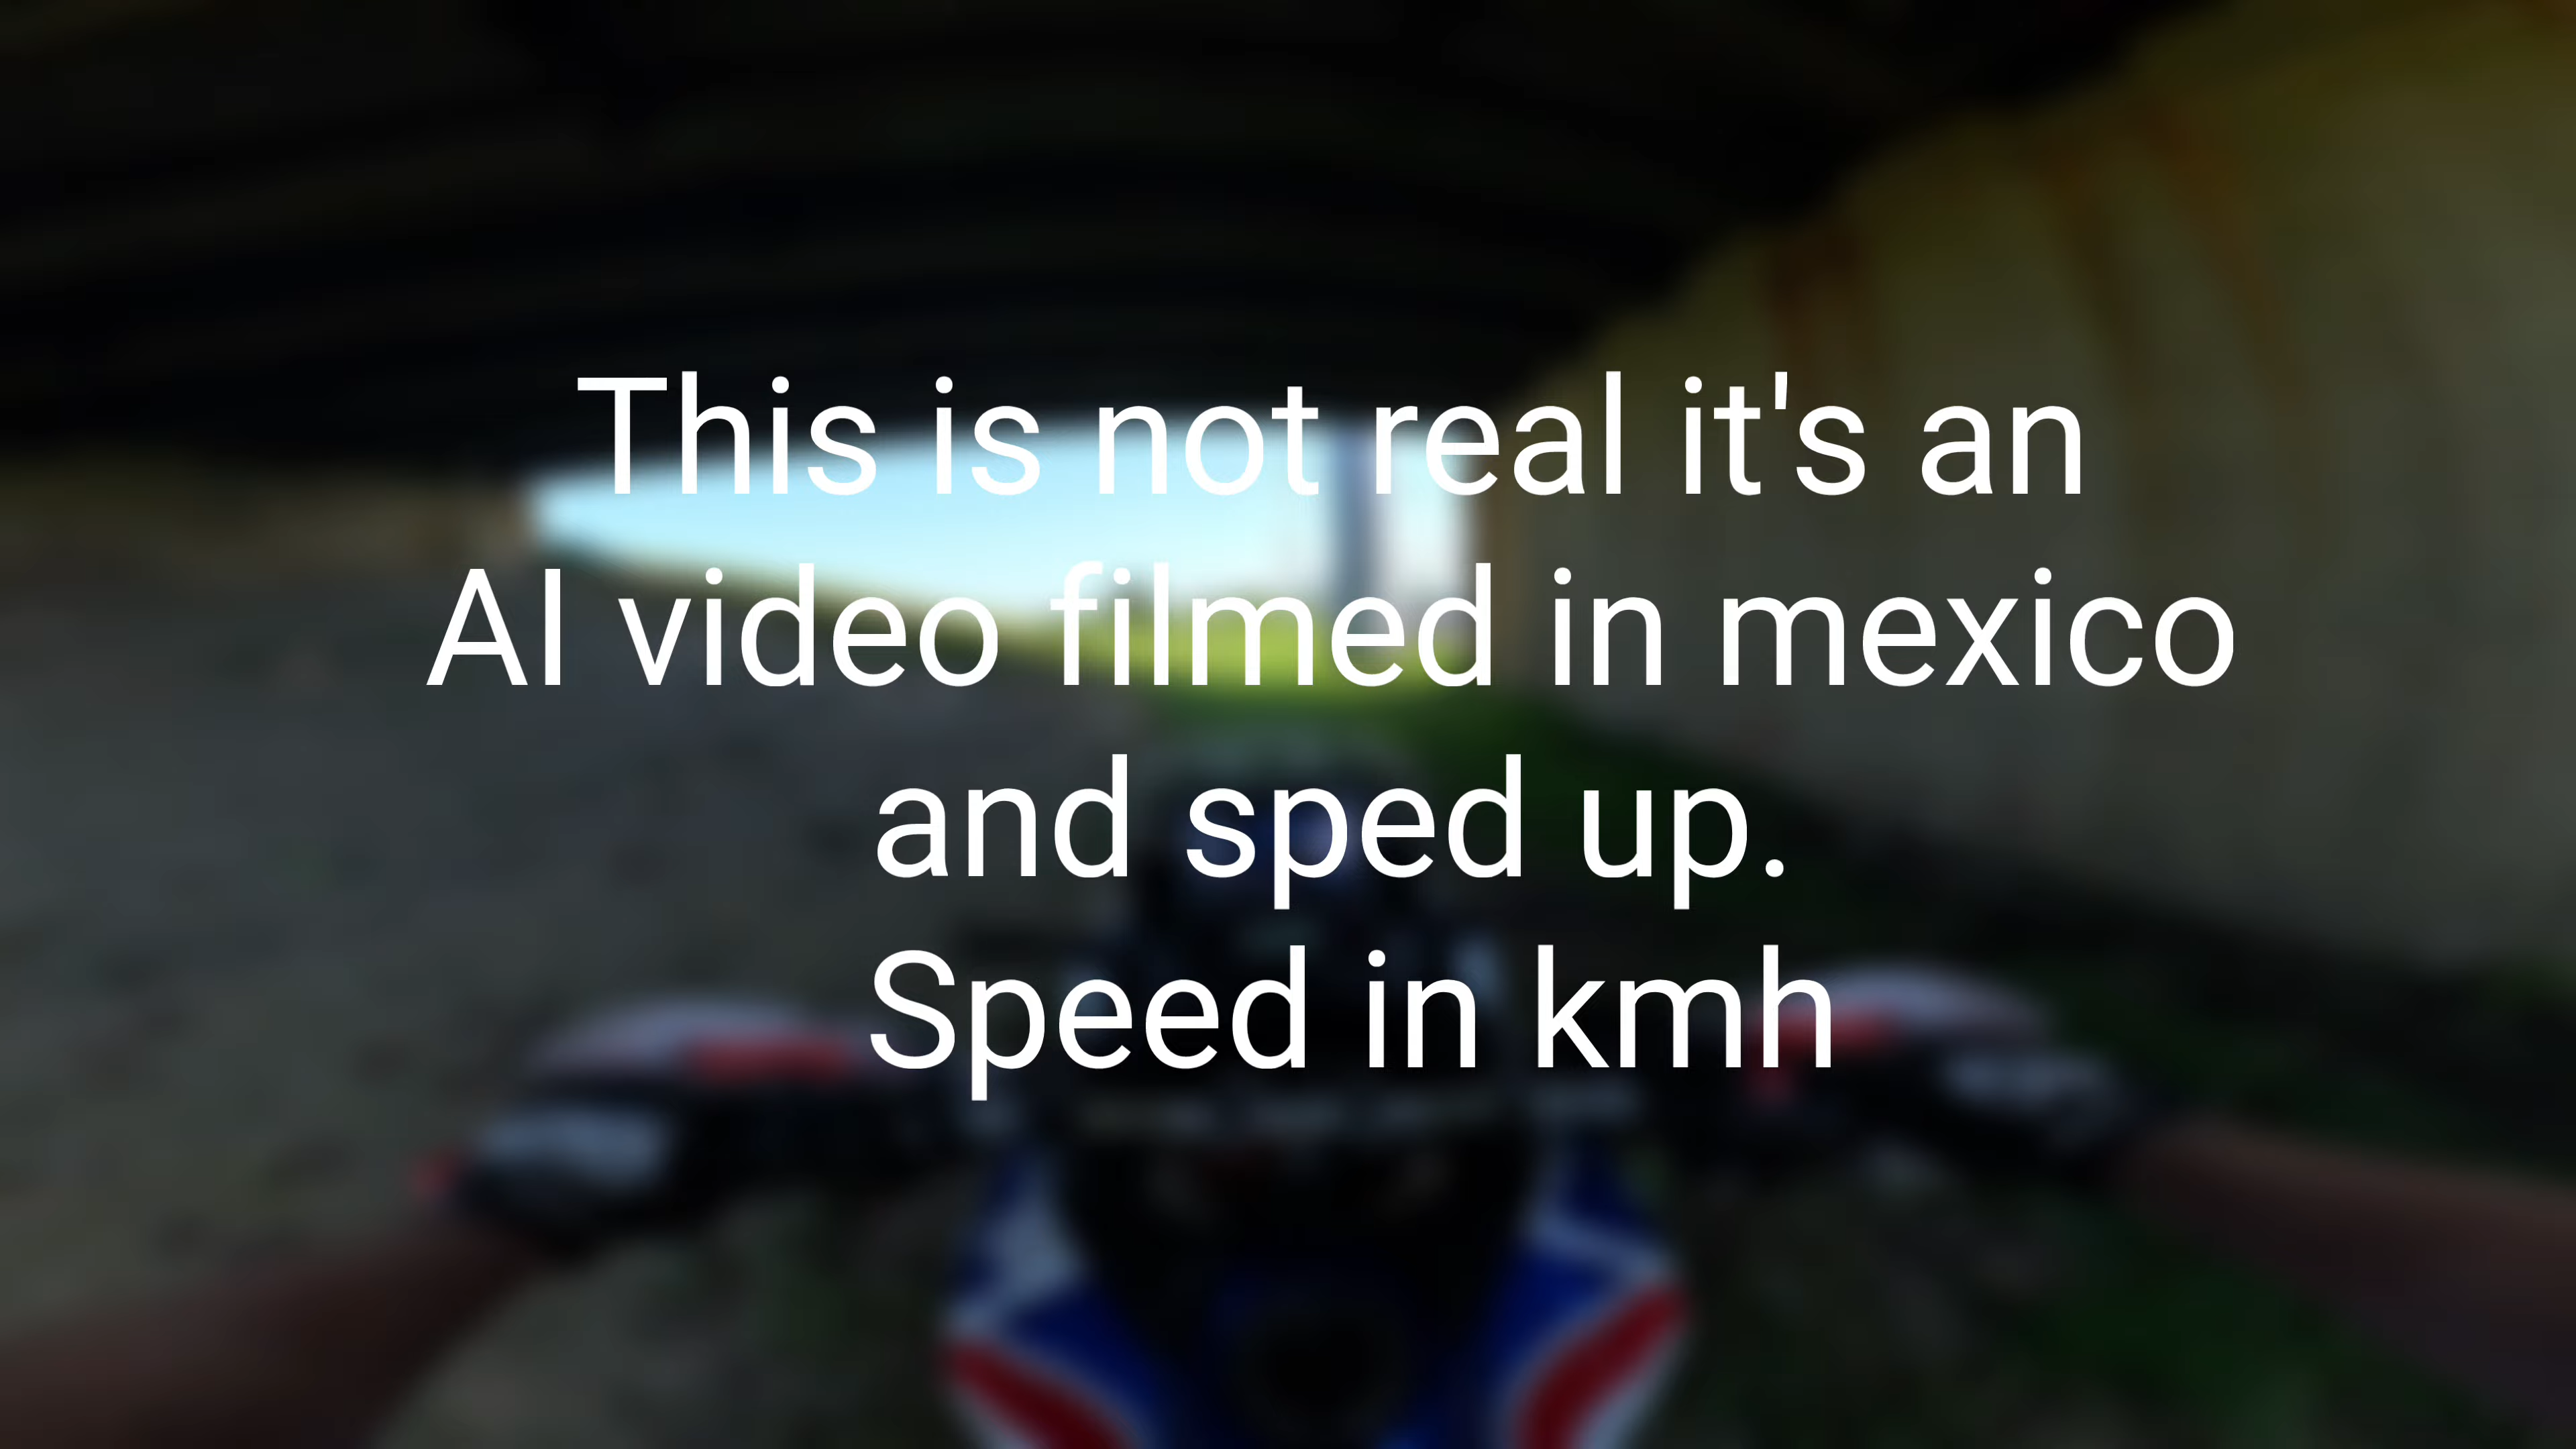 This is not real it's an
AI video filmed in mexico
and sped up.
Speed in kmh